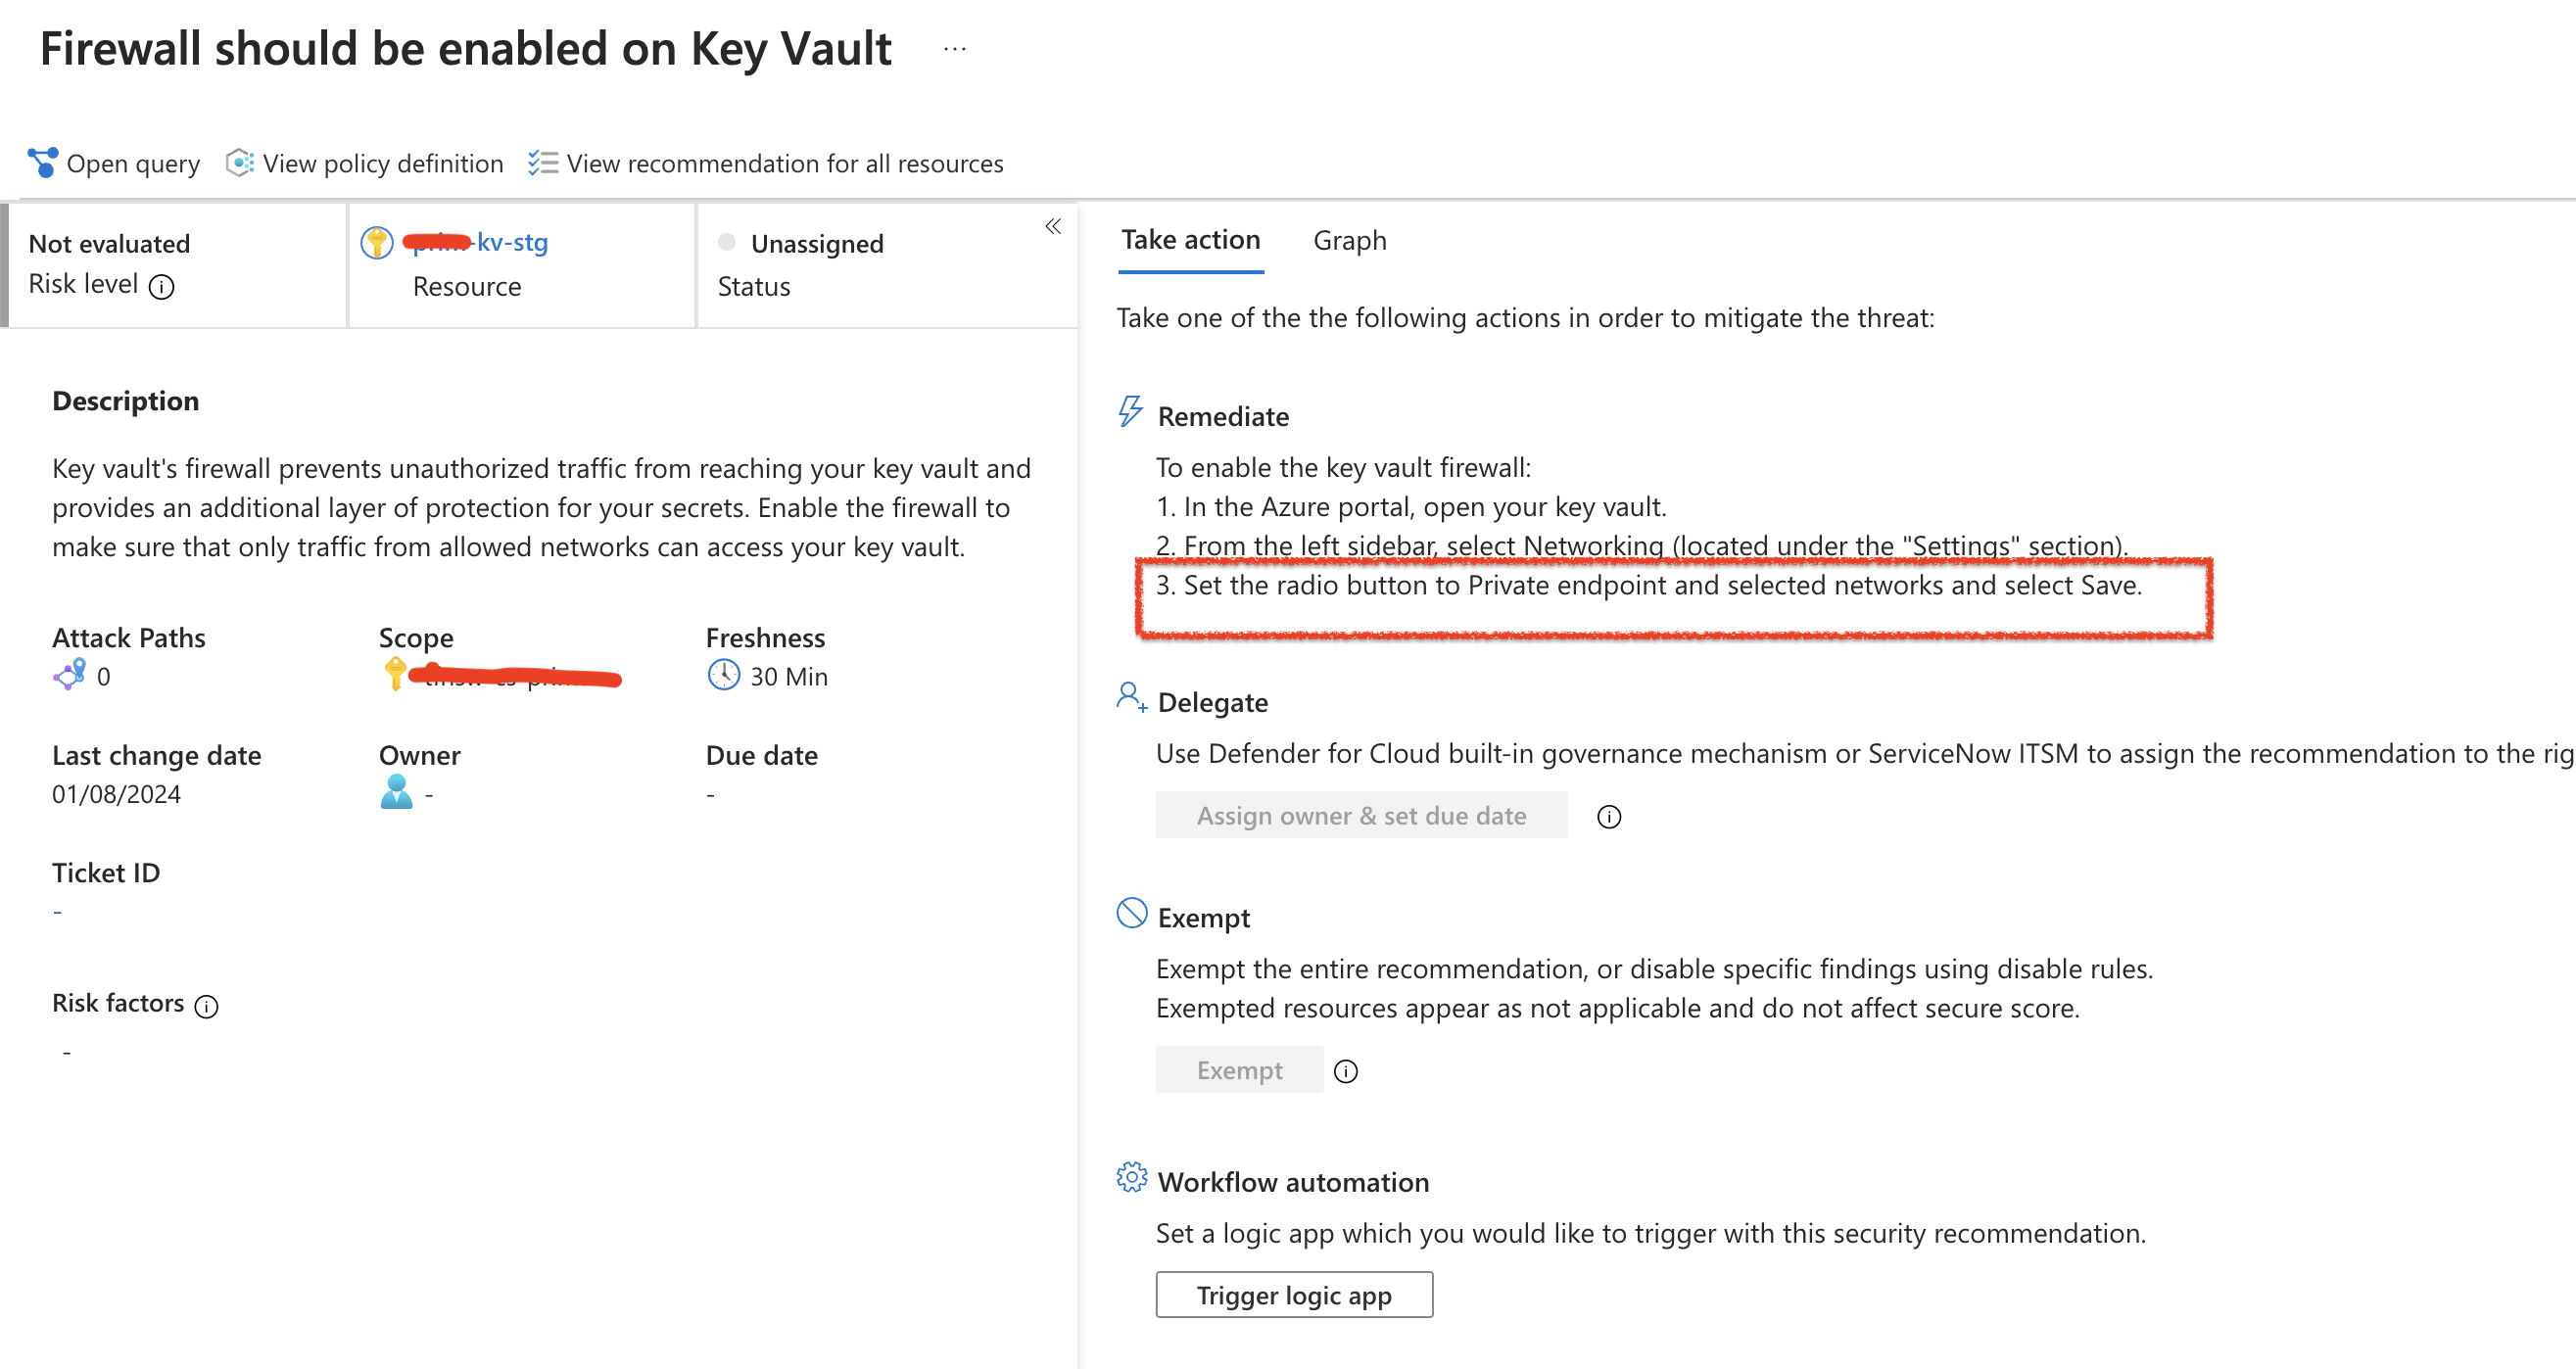 Firewall should be enabled on Key Vault ...
Open query View policy definition View recommendation for all resources
Not evaluated
Risk level
-kv-stg
Resource
Unassigned
Status
Description
Key vault's firewall prevents unauthorized traffic from reaching your key vault and
provides an additional layer of protection for your secrets. Enable the firewall to
make sure that only traffic from allowed networks can access your key vault.
Attack Paths
0
Scope
Freshness
30 Min
Last change date
01/08/2024
Owner
-
Due date
-
Ticket ID
-
Risk factors
-
Take action Graph
Take one of the the following actions in order to mitigate the threat:
Remediate
To enable the key vault firewall:
1. In the Azure portal, open your key vault.
2. From the left sidebar, select Networking (located under the "Settings" section).
3. Set the radio button to Private endpoint and selected networks and select Save.
Delegate
Use Defender for Cloud built-in governance mechanism or ServiceNow ITSM to assign the recommendation to the rig
Assign owner & set due date
Exempt
Exempt the entire recommendation, or disable specific findings using disable rules.
Exempted resources appear as not applicable and do not affect secure score.
Exempt
Workflow automation
Set a logic app which you would like to trigger with this security recommendation.
Trigger logic app